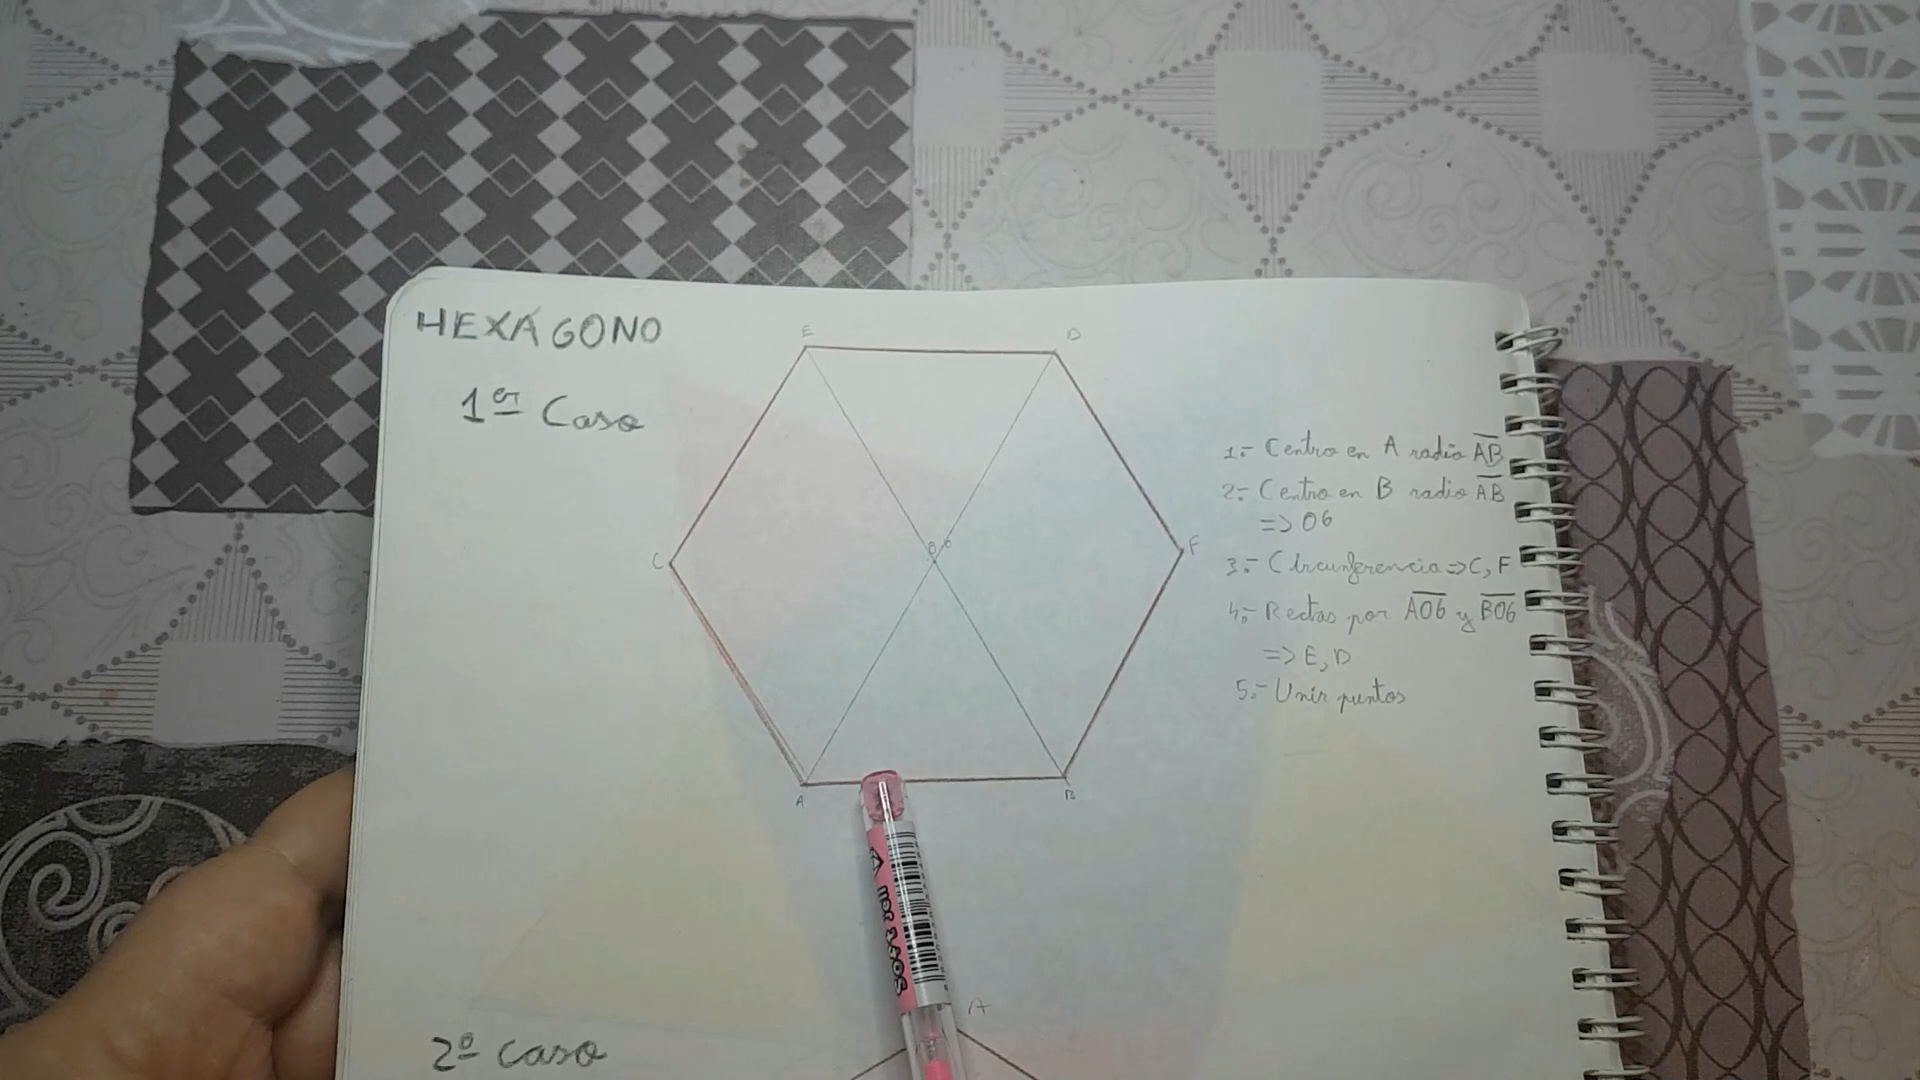 HEXÁGONO
1er Caso
E
D
C
O6
F
A
B
1.- Centro en A radio AB
2.- Centro en B radio AB
=> O6
3.- Circunferencia => C, F
4.- Rectas por AO6 y BO6
=> E, D
5.- Unir puntos
A
2º caso